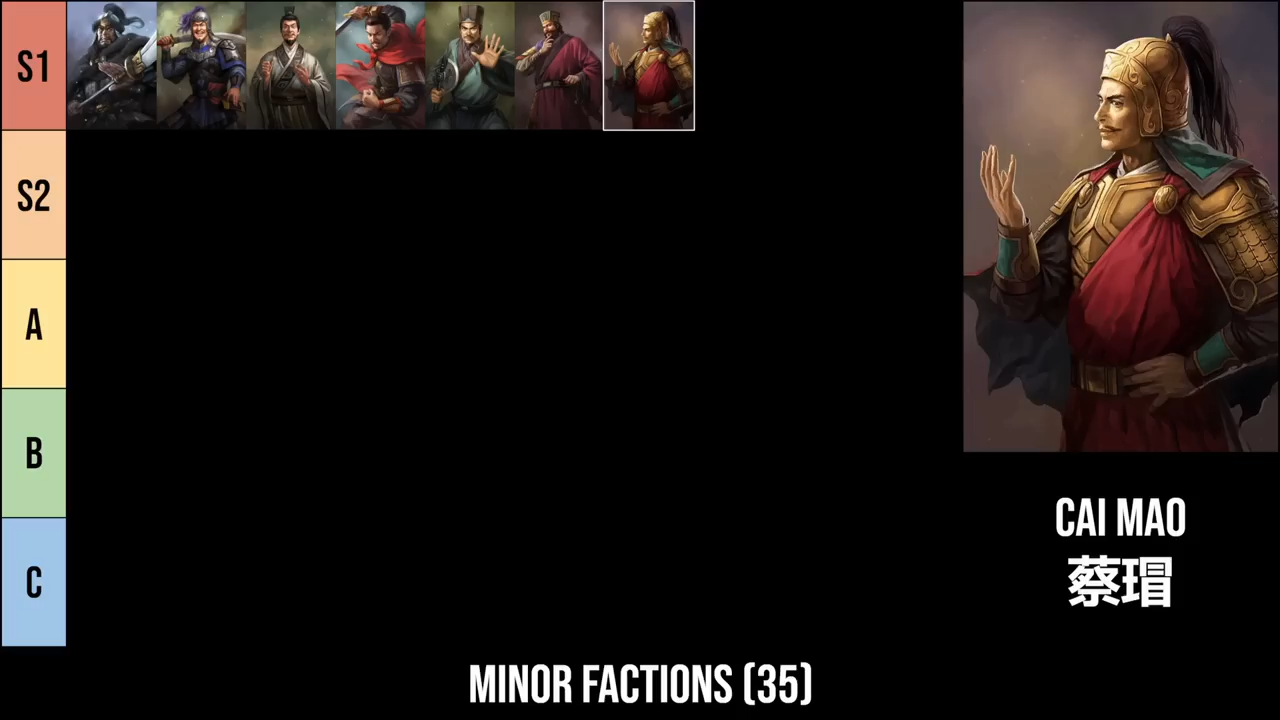 S1
S2
A
B
C
CAI MAO
蔡瑁
MINOR FACTIONS (35)